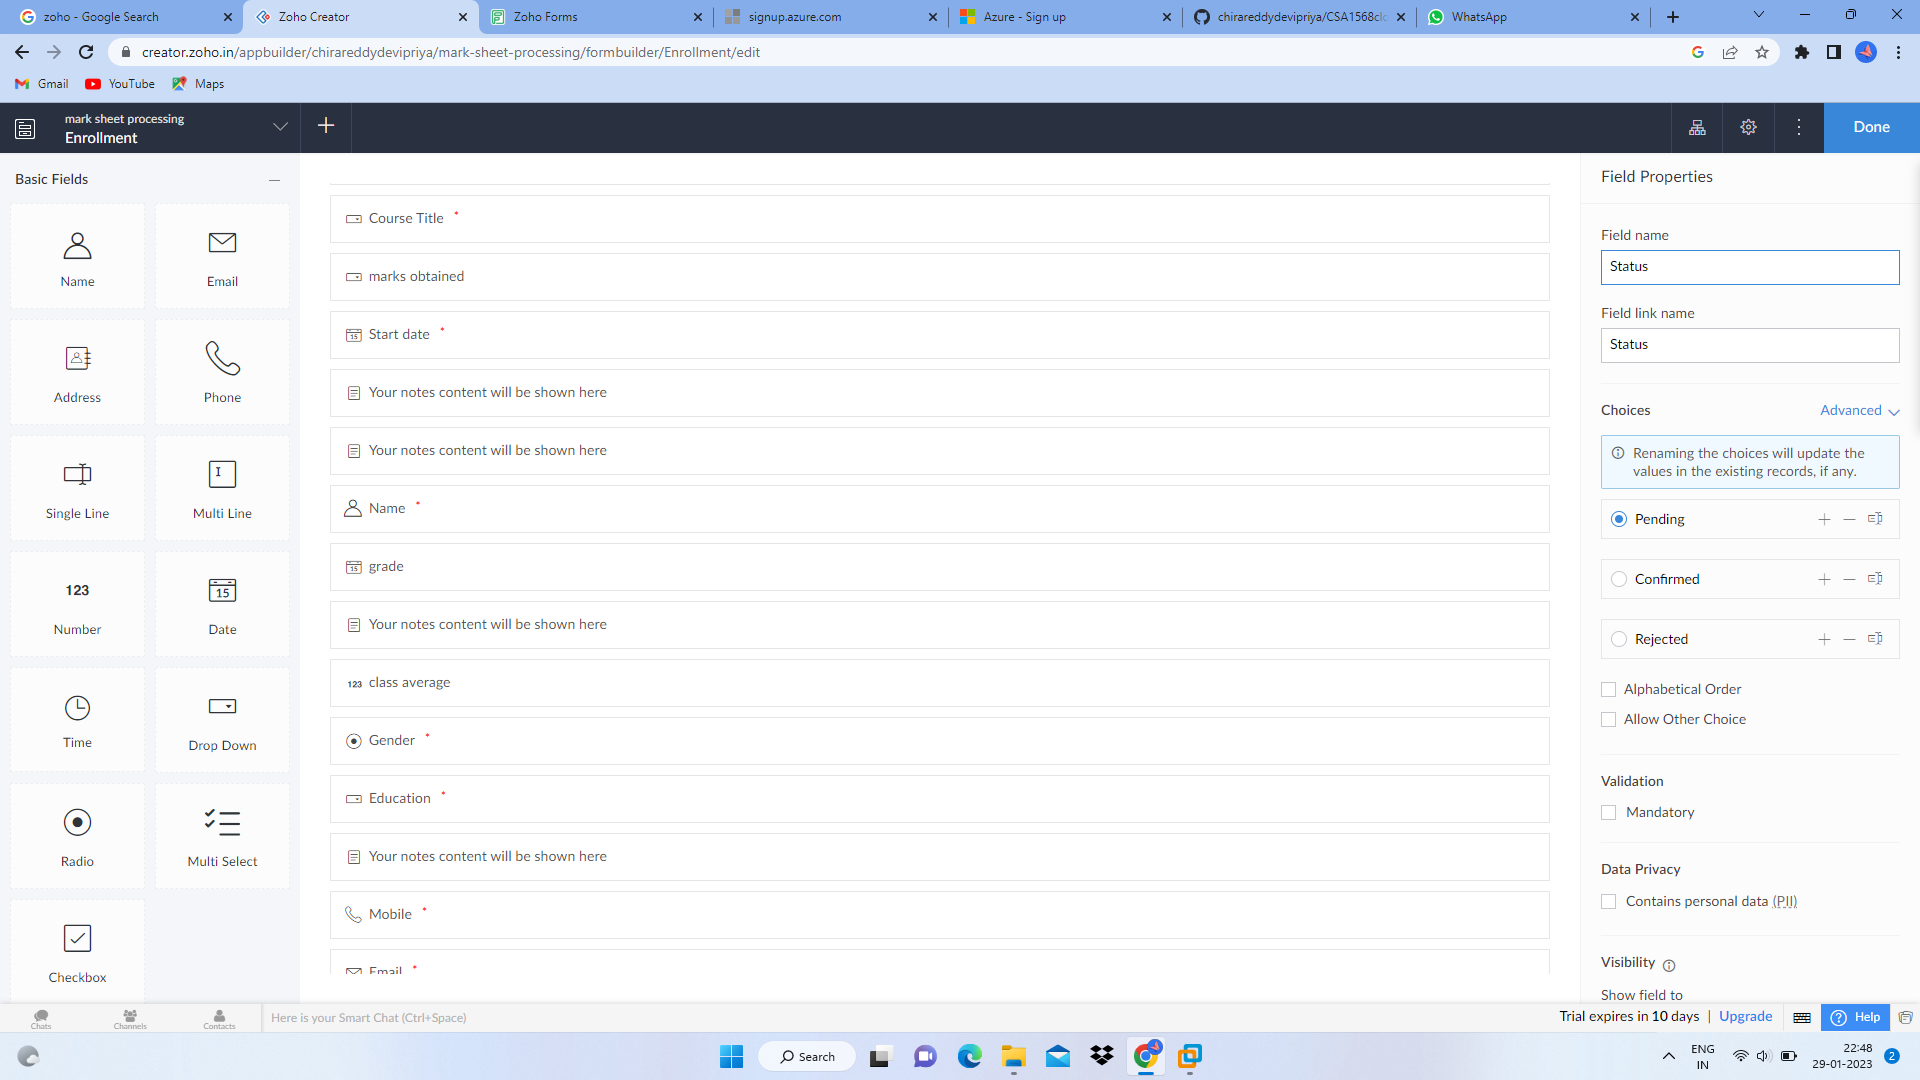 zoho - Google Search
Zoho Creator
Zoho Forms
signup.azure.com
Azure - Sign up
chirareddydevipriya/CSA1568clo
WhatsApp
creator.zoho.in/appbuilder/chirareddydevipriya/mark-sheet-processing/formbuilder/Enrollment/edit
Gmail
YouTube
Maps
mark sheet processing
Enrollment
Done
Basic Fields
Name
Email
Address
Phone
Single Line
Multi Line
123
Number
15
Date
Time
Drop Down
Radio
Multi Select
Checkbox
Course Title *
marks obtained
15 Start date *
Your notes content will be shown here
Your notes content will be shown here
Name *
15 grade
Your notes content will be shown here
123 class average
Gender *
Education *
Your notes content will be shown here
Mobile *
Email *
Field Properties
Field name
Status
Field link name
Status
Choices
Advanced
Renaming the choices will update the
values in the existing records, if any.
Pending
Confirmed
Rejected
Alphabetical Order
Allow Other Choice
Validation
Mandatory
Data Privacy
Contains personal data (PII)
Visibility
Show field to
Chats
Channels
Contacts
Here is your Smart Chat (Ctrl+Space)
Trial expires in 10 days | Upgrade
Help
Search
ENG
IN
22:48
29-01-2023
2